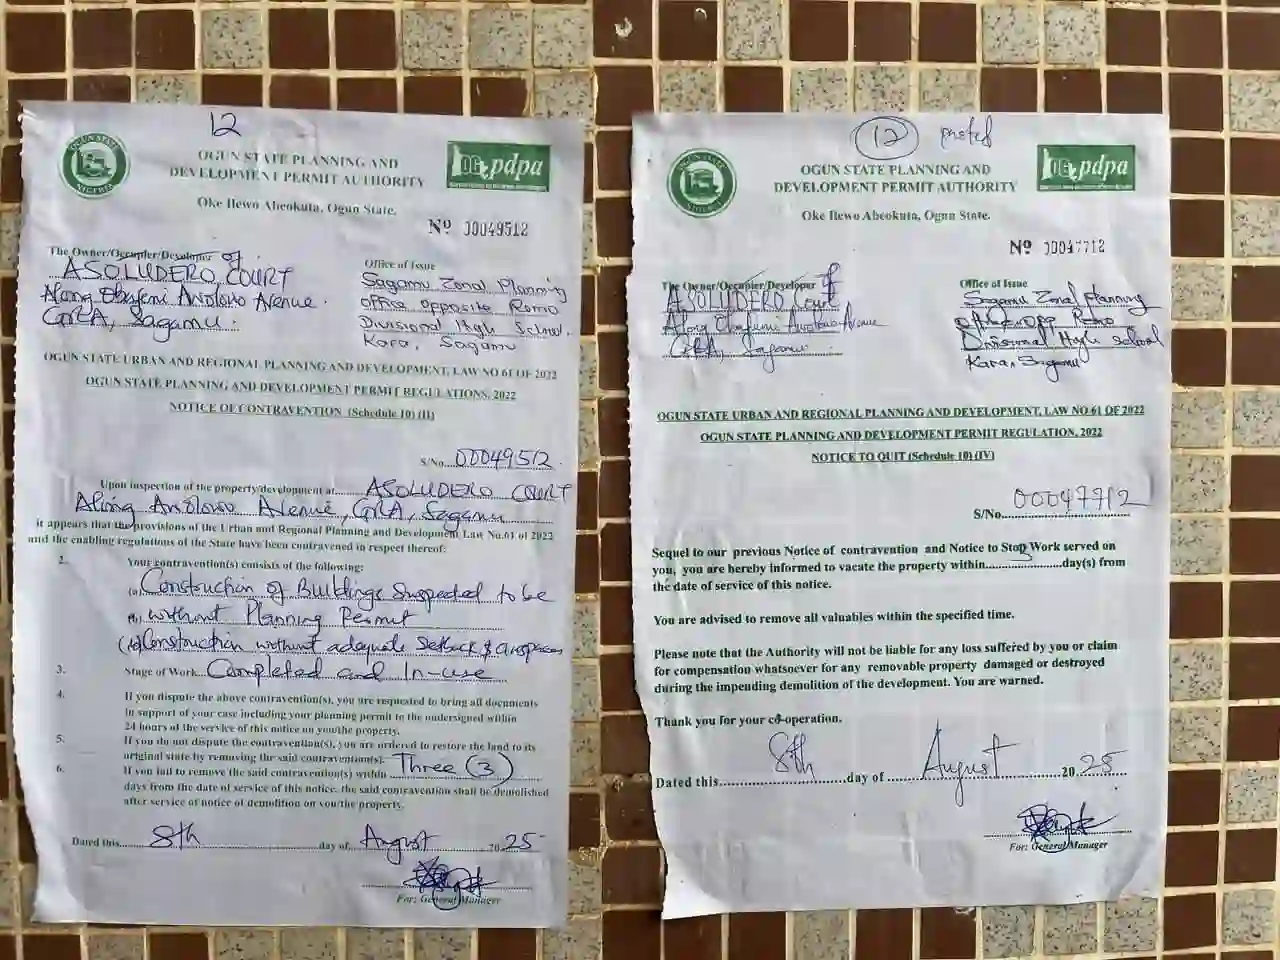 12
OGUN STATE
NIGERIA
OGUN STATE PLANNING AND
DEVELOPMENT PERMIT AUTHORITY
OG pdpa
Oke Ilewo Abeokuta, Ogun State.
Nº 00049512
The Owner/Occupier/Developer of
ASOLUDERO COURT
Along Obafemi Awolowo Avenue.
GRA, Sagamu.
Office of Issue
Sagamu Zonal Planning
office opposite Remo
Divisional High School.
Kara, Sagamu
OGUN STATE URBAN AND REGIONAL PLANNING AND DEVELOPMENT, LAW NO 61 OF 2022
OGUN STATE PLANNING AND DEVELOPMENT PERMIT REGULATIONS, 2022
NOTICE OF CONTRAVENTION (Schedule 10) (II)
S/No. 00049512
Upon inspection of the property/development at ASOLUDERO COURT
Along Awolowo Avenue, GRA, Sagamu
it appears that the provisions of the Urban and Regional Planning and Development Law No.61 of 2022
and the enabling regulations of the State have been contravened in respect thereof:
2. Your contravention(s) consists of the following:
(a) Construction of Buildings Suspected to be
without Planning Permit
(b) Construction without adequate Setback & airspaces
3. Stage of Work Completed and In-use
4. If you dispute the above contravention(s), you are requested to bring all documents
in support of your case including your planning permit to the undersigned within
24 hours of the service of this notice on you/the property.
5. If you do not dispute the contravention(s), you are ordered to restore the land to its
original state by removing the said contravention(s).
6. If you fail to remove the said contravention(s) within Three (3)
days from the date of service of this notice, the said contravention shall be demolished
after service of notice of demolition on you/the property.
Dated this 8th day of August 2025
For: General Manager
12 posted
OGUN STATE
NIGERIA
OGUN STATE PLANNING AND
DEVELOPMENT PERMIT AUTHORITY
OG pdpa
Oke Ilewo Abeokuta, Ogun State.
Nº 00047712
The Owner/Occupier/Developer of
ASOLUDERO Court
Along Obafemi Awolowo Avenue
GRA, Sagamu
Office of Issue
Sagamu Zonal Planning
office opp Remo
Divisional High School
Kara, Sagamu
OGUN STATE URBAN AND REGIONAL PLANNING AND DEVELOPMENT, LAW NO.61 OF 2022
OGUN STATE PLANNING AND DEVELOPMENT PERMIT REGULATION, 2022
NOTICE TO QUIT (Schedule 10) (IV)
S/No. 00047712
Sequel to our previous Notice of contravention and Notice to Stop Work served on
you, you are hereby informed to vacate the property within...day(s) from
the date of service of this notice.
You are advised to remove all valuables within the specified time.
Please note that the Authority will not be liable for any loss suffered by you or claim
for compensation whatsoever for any removable property damaged or destroyed
during the impending demolition of the development. You are warned.
Thank you for your co-operation.
Dated this 8th day of August 2025
For: General Manager